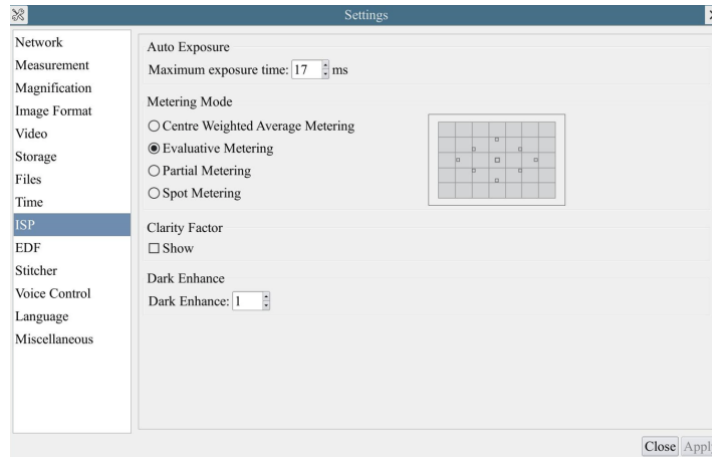 Settings
Network
Measurement
Magnification
Image Format
Video
Storage
Files
Time
ISP
EDF
Stitcher
Voice Control
Language
Miscellaneous
Auto Exposure
Maximum exposure time: 17 ms
Metering Mode
Centre Weighted Average Metering
Evaluative Metering
Partial Metering
Spot Metering
Clarity Factor
Show
Dark Enhance
Dark Enhance: 1
Close Appl